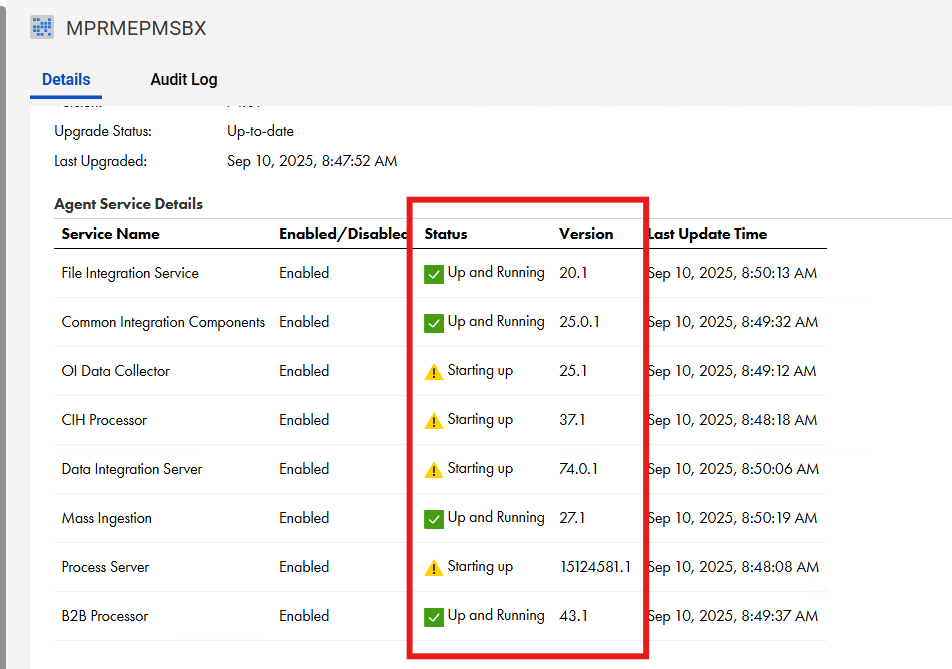 MPRMEPMSBX
Details Audit Log
Upgrade Status: Up-to-date
Last Upgraded: Sep 10, 2025, 8:47:52 AM
Agent Service Details
Service Name Enabled/Disabled Status Version Last Update Time
File Integration Service Enabled Up and Running 20.1 Sep 10, 2025, 8:50:13 AM
Common Integration Components Enabled Up and Running 25.0.1 Sep 10, 2025, 8:49:32 AM
OI Data Collector Enabled Starting up 25.1 Sep 10, 2025, 8:49:12 AM
CIH Processor Enabled Starting up 37.1 Sep 10, 2025, 8:48:18 AM
Data Integration Server Enabled Starting up 74.0.1 Sep 10, 2025, 8:50:06 AM
Mass Ingestion Enabled Up and Running 27.1 Sep 10, 2025, 8:50:19 AM
Process Server Enabled Starting up 15124581.1 Sep 10, 2025, 8:48:08 AM
B2B Processor Enabled Up and Running 43.1 Sep 10, 2025, 8:49:37 AM